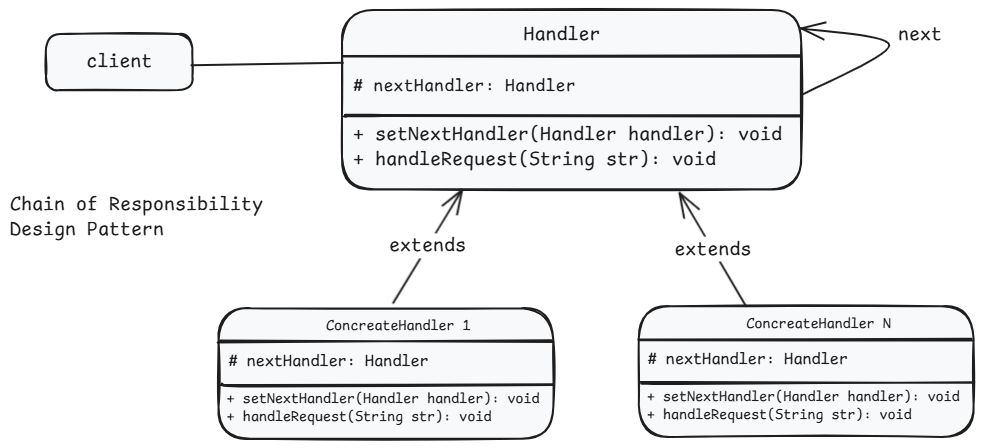 Handler
next
client
# nextHandler: Handler
+ setNextHandler(Handler handler): void
+ handleRequest(String str): void
Chain of Responsibility
Design Pattern
extends
extends
ConcreateHandler 1
# nextHandler: Handler
+ setNextHandler(Handler handler): void
+ handleRequest(String str): void
ConcreateHandler N
# nextHandler: Handler
+ setNextHandler(Handler handler): void
+ handleRequest(String str): void